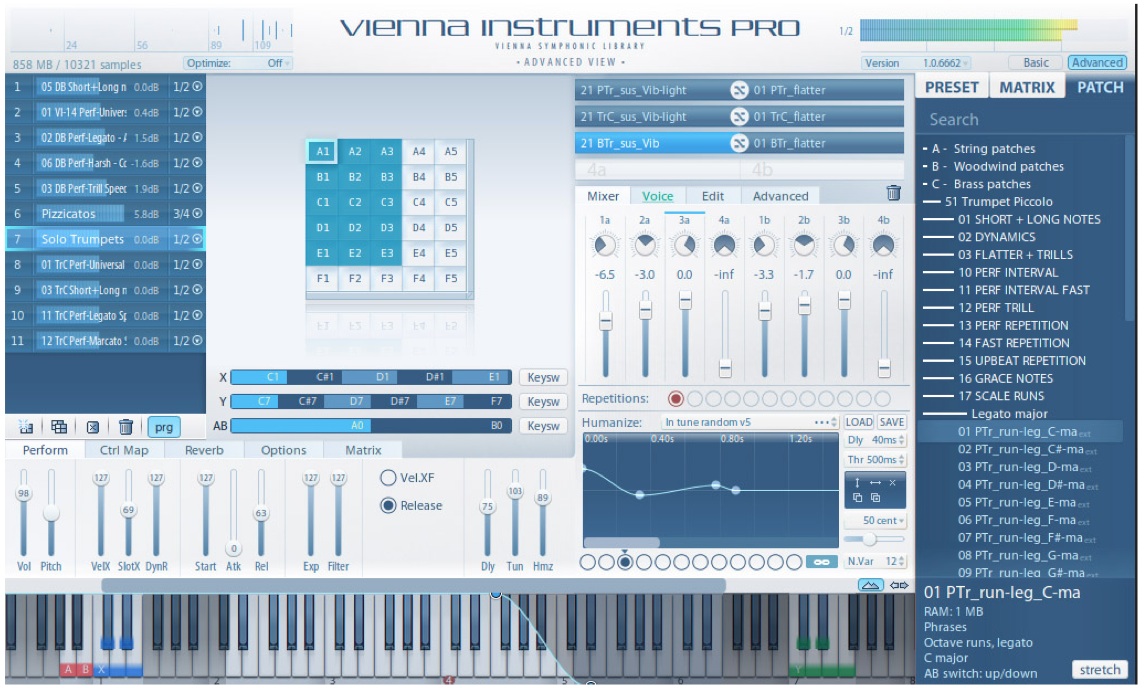 24 56 89 109
VIENNA INSTRUMENTS PRO
VIENNA SYMPHONIC LIBRARY
• ADVANCED VIEW •
1/2
858 MB / 10321 samples
Optimize: Off
Version 1.0.6662
Basic
Advanced
1 05 DB Short+Long n 0.0dB 1/2
2 01 VI-14 Perf-Univers 0.4dB 1/2
3 02 DB Perf-Legato - 1.5dB 1/2
4 06 DB Perf-Harsh - Cr -1.6dB 1/2
5 03 DB Perf-Trill Speed 1.9dB 1/2
6 Pizzicatos 5.8dB 3/4
7 Solo Trumpets 0.0dB 1/2
8 01 TrC Perf-Universal 0.0dB 1/2
9 03 TrC Short+Long n 0.0dB 1/2
10 11 TrC Perf-Legato Sp 0.0dB 1/2
11 12 TrC Perf-Marcato 0.0dB 1/2
prg
A1 A2 A3 A4 A5
B1 B2 B3 B4 B5
C1 C2 C3 C4 C5
D1 D2 D3 D4 D5
E1 E2 E3 E4 E5
F1 F2 F3 F4 F5
X C1 C#1 D1 D#1 E1 Keysw
Y C7 C#7 D7 D#7 E7 F7 Keysw
AB A0 B0 Keysw
21 PTr_sus_Vib-light 01 PTr_flatter
21 TrC_sus_Vib-light 01 TrC_flatter
21 BTr_sus_Vib 01 BTr_flatter
4a 4b
Mixer Voice Edit Advanced
1a 2a 3a 4a 1b 2b 3b 4b
-6.5 -3.0 0.0 -inf -3.3 -1.7 0.0 -inf
Repetitions:
Humanize: In tune random v5 LOAD SAVE
0.00s 0.40s 0.80s 1.20s
Dly 40ms
Thr 500ms
50 cent
N.Var 12
Perform Ctrl Map Reverb Options Matrix
98 127 69 127 127 0 63 127 127
Vel.XF
Release
75 103 89
Vol Pitch VelX SlotX DynR Start Atk Rel Exp Filter Dly Tun Hmz
A B X Y
1 2 3 4 5 6 7 8
PRESET MATRIX PATCH
Search
- A - String patches
- B - Woodwind patches
- C - Brass patches
51 Trumpet Piccolo
01 SHORT + LONG NOTES
02 DYNAMICS
03 FLATTER + TRILLS
10 PERF INTERVAL
11 PERF INTERVAL FAST
12 PERF TRILL
13 PERF REPETITION
14 FAST REPETITION
15 UPBEAT REPETITION
16 GRACE NOTES
17 SCALE RUNS
Legato major
01 PTr_run-leg_C-ma ext
02 PTr_run-leg_C#-ma ext
03 PTr_run-leg_D-ma ext
04 PTr_run-leg_D#-ma ext
05 PTr_run-leg_E-ma ext
06 PTr_run-leg_F-ma ext
07 PTr_run-leg_F#-ma ext
08 PTr_run-leg_G-ma ext
09 PTr_run-leg_G#-ma ext
01 PTr_run-leg_C-ma
RAM: 1 MB
Phrases
Octave runs, legato
C major
AB switch: up/down
stretch